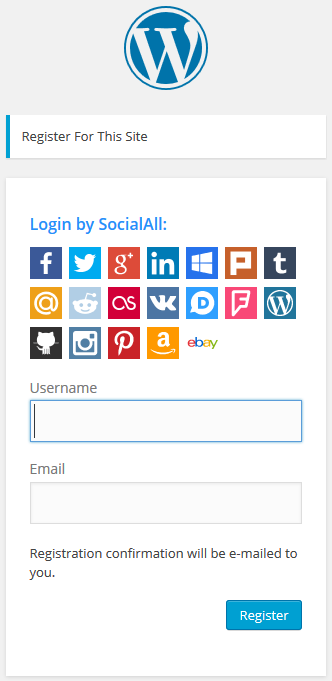 Register For This Site
Login by SocialAll:
ebay
Username
Email
Registration confirmation will be e-mailed to
you.
Register